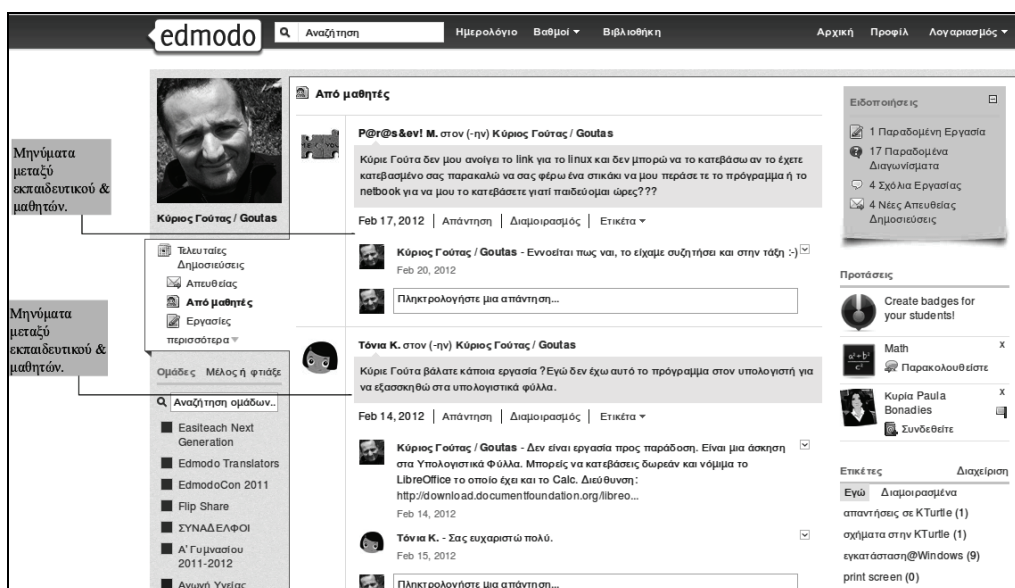 edmodo
Αναζήτηση
Ημερολόγιο Βαθμοί Βιβλιοθήκη
Αρχική Προφίλ Λογαριασμός
Μηνύματα
μεταξύ
εκπαιδευτικού &
μαθητών.
Μηνύματα
μεταξύ
εκπαιδευτικού &
μαθητών.
Κύριος Γούτας / Goutas
Τελευταίες
Δημοσιεύσεις
Απευθείας
Από μαθητές
Εργασίες
περισσότερα
Ομάδες Μέλος ή φτιάξε
Αναζήτηση ομάδων..
Easiteach Next
Generation
Edmodo Translators
EdmodoCon 2011
Flip Share
ΣΥΝΑΔΕΛΦΟΙ
Α' Γυμνασίου
2011-2012
Αγωγή Υγείας
Από μαθητές
P@r@s&ev! M. στον (-ην) Κύριος Γούτας / Goutas
Κύριε Γούτα δεν μου ανοίγει το link για το linux και δεν μπορώ να το κατεβάσω αν το έχετε
κατεβασμένο σας παρακαλώ να σας φέρω ένα στικάκι να μου περάσε τε το πρόγραμμα ή το
netbook για να μου το κατεβάσετε γιατί παιδεύομαι ώρες???
Feb 17, 2012 | Απάντηση | Διαμοιρασμός | Ετικέτα
Κύριος Γούτας / Goutas - Εννοείται πως ναι, το είχαμε συζητήσει και στην τάξη :-)
Feb 20, 2012
Πληκτρολογήστε μια απάντηση...
Τόνια Κ. στον (-ην) Κύριος Γούτας / Goutas
Κύριε Γούτα βάλατε κάποια εργασία ?Εγώ δεν έχω αυτό το πρόγραμμα στον υπολογιστή για
να εξασσκηθώ στα υπολογιστικά φύλλα.
Feb 14, 2012 | Απάντηση | Διαμοιρασμός | Ετικέτα
Κύριος Γούτας / Goutas - Δεν είναι εργασία προς παράδοση. Είναι μια άσκηση
στα Υπολογιστικά Φύλλα. Μπορείς να κατεβάσεις δωρεάν και νόμιμα το
LibreOffice το οποίο έχει και το Calc. Διεύθυνση:
http://download.documentfoundation.org/libreo...
Feb 14, 2012
Τόνια Κ. - Σας ευχαριστώ πολύ.
Feb 15, 2012
Πληκτρολογήστε μια απάντηση...
Ειδοποιήσεις
1 Παραδομένη Εργασία
17 Παραδομένα
Διαγωνίσματα
4 Σχόλια Εργασίας
4 Νέες Απευθείας
Δημοσιεύσεις
Προτάσεις
Create badges for
your students!
Math x
Παρακολουθείστε
Κυρία Paula x
Bonadies
Συνδεθείτε
Ετικέτες Διαχείριση
Εγώ Διαμοιρασμένα
απαντήσεις σε KTurtle (1)
σχήματα στην KTurtle (1)
εγκατάσταση@Windows (9)
print screen (0)